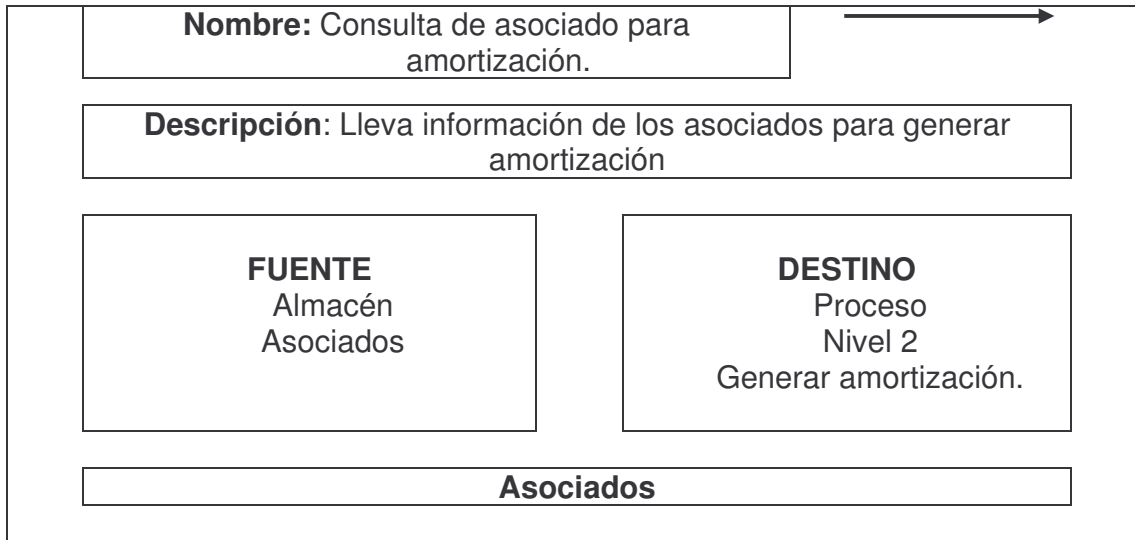 Nombre: Consulta de asociado para
amortización.
Descripción: Lleva información de los asociados para generar
amortización
FUENTE
Almacén
Asociados
DESTINO
Proceso
Nivel 2
Generar amortización.
Asociados